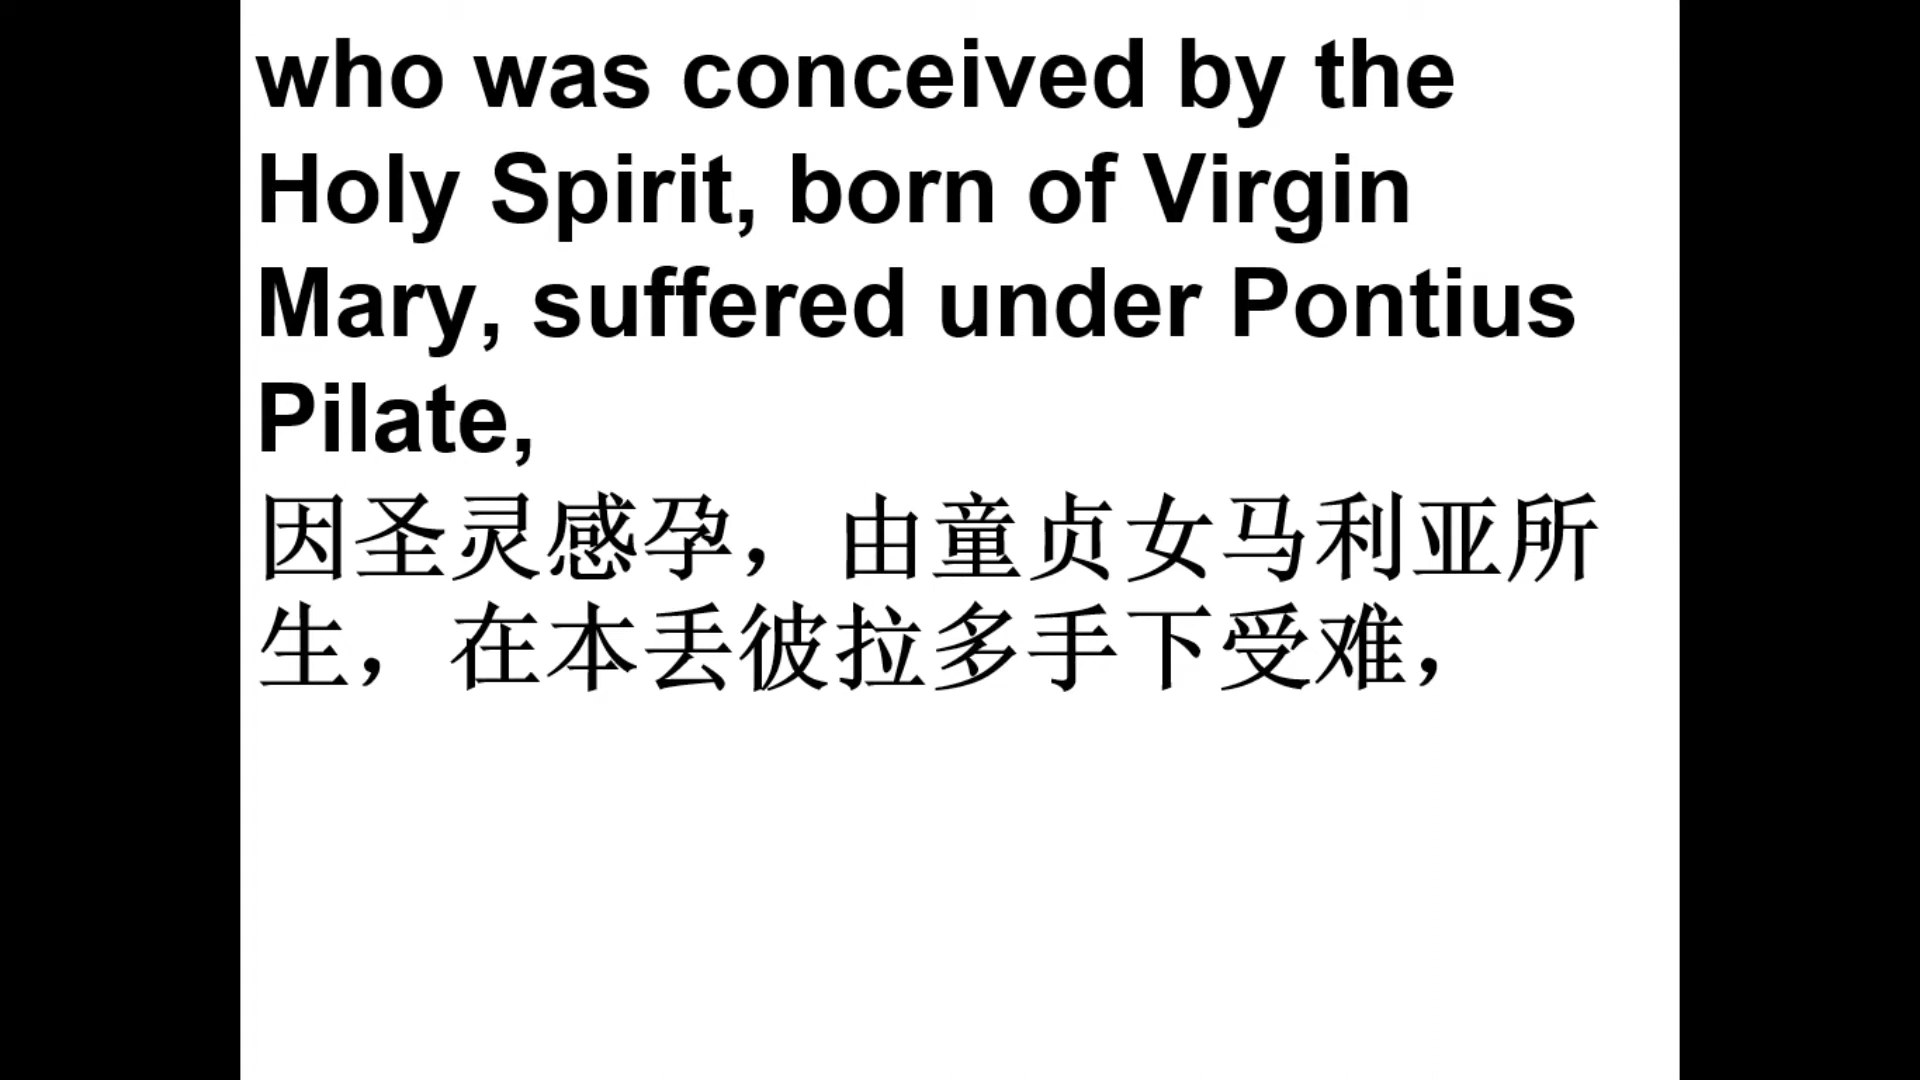 who was conceived by the
Holy Spirit, born of Virgin
Mary, suffered under Pontius
Pilate,
因圣灵感孕，由童贞女马利亚所
生，在本丢彼拉多手下受难，